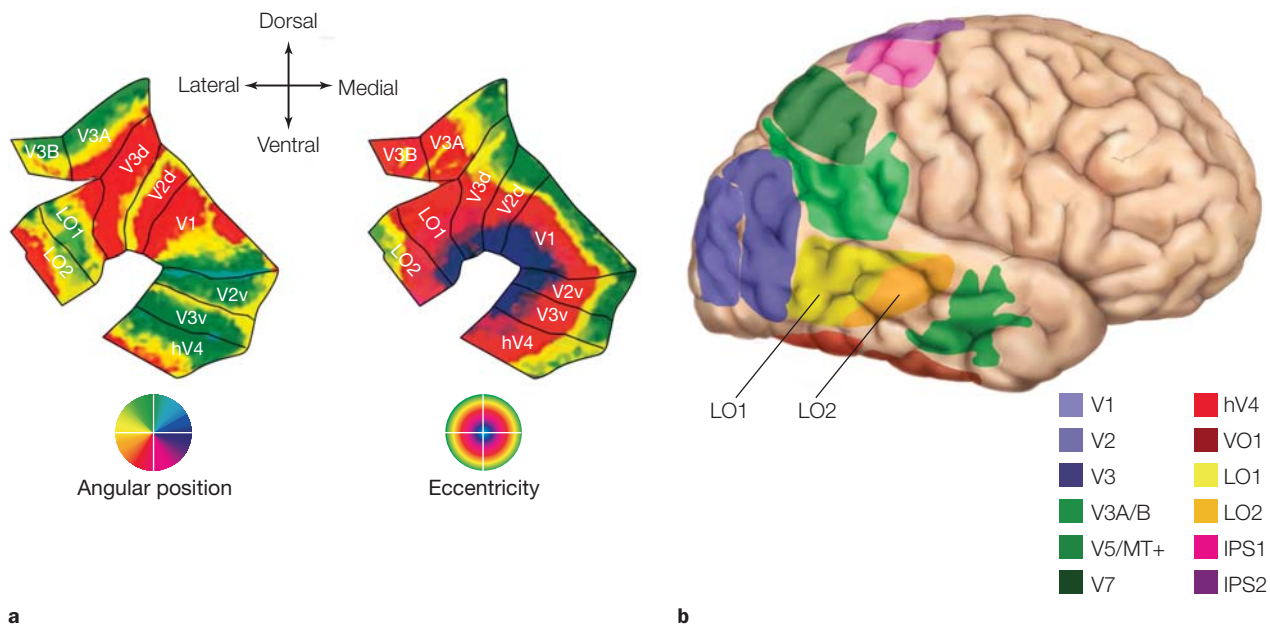 Dorsal
Lateral
Medial
Ventral
V3A
V3B
V3d
V2d
V1
LO1
LO2
V2v
V3v
hV4
Angular position
V3A
V3B
V3d
V2d
V1
LO1
LO2
V2v
V3v
hV4
Eccentricity
a
LO1
LO2
V1
V2
V3
V3A/B
V5/MT+
V7
hV4
VO1
LO1
LO2
IPS1
IPS2
b